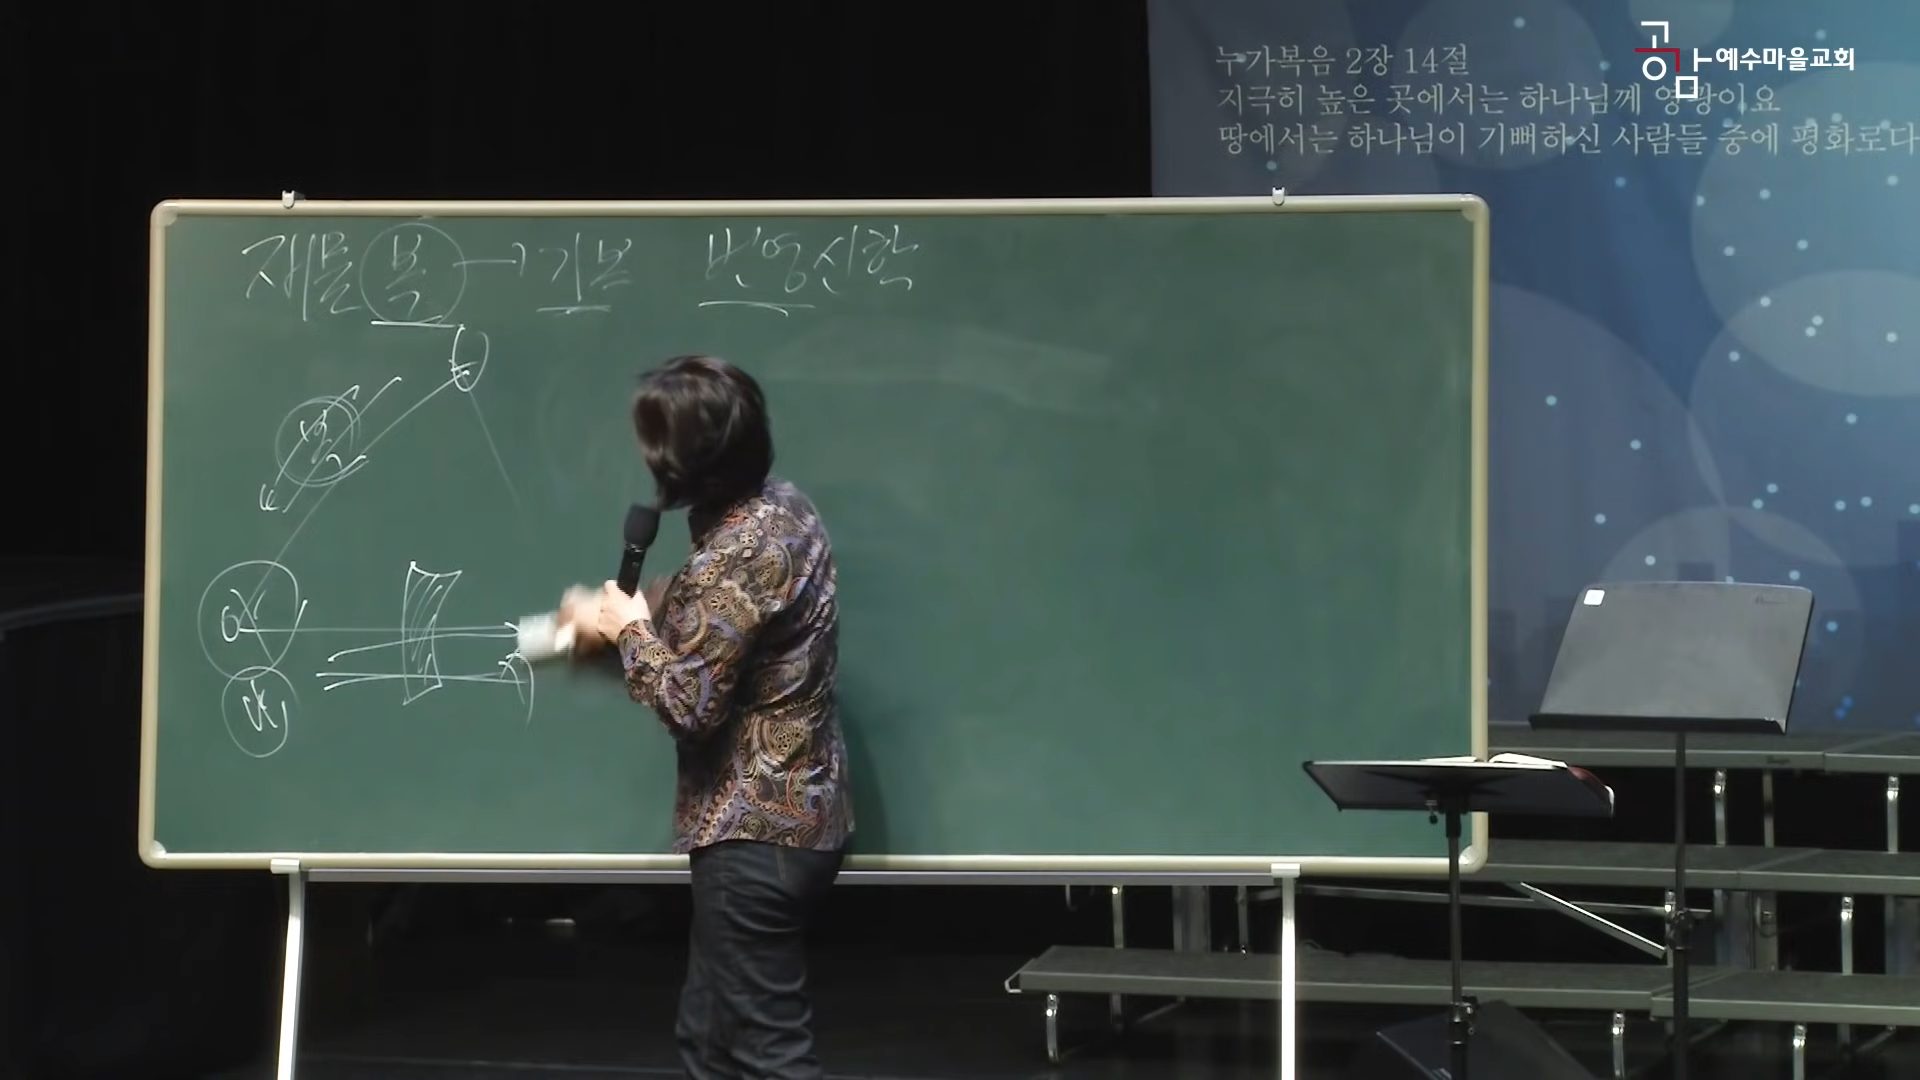 누가복음 2장 14절
지극히 높은 곳에서는 하나님께 영광이요
땅에서는 하나님이 기뻐하신 사람들 중에 평화로다
공감 예수마을교회
재물 복 → 기본 번영신학